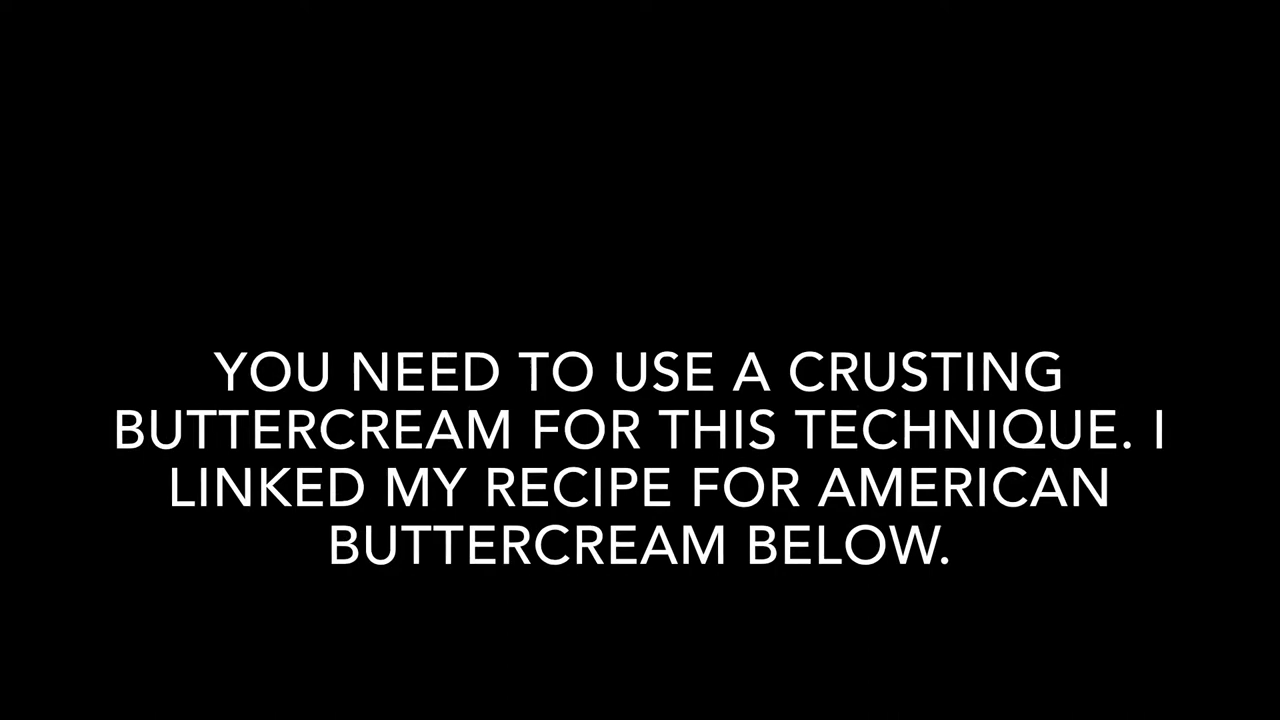 YOU NEED TO USE A CRUSTING
BUTTERCREAM FOR THIS TECHNIQUE. I
LINKED MY RECIPE FOR AMERICAN
BUTTERCREAM BELOW.